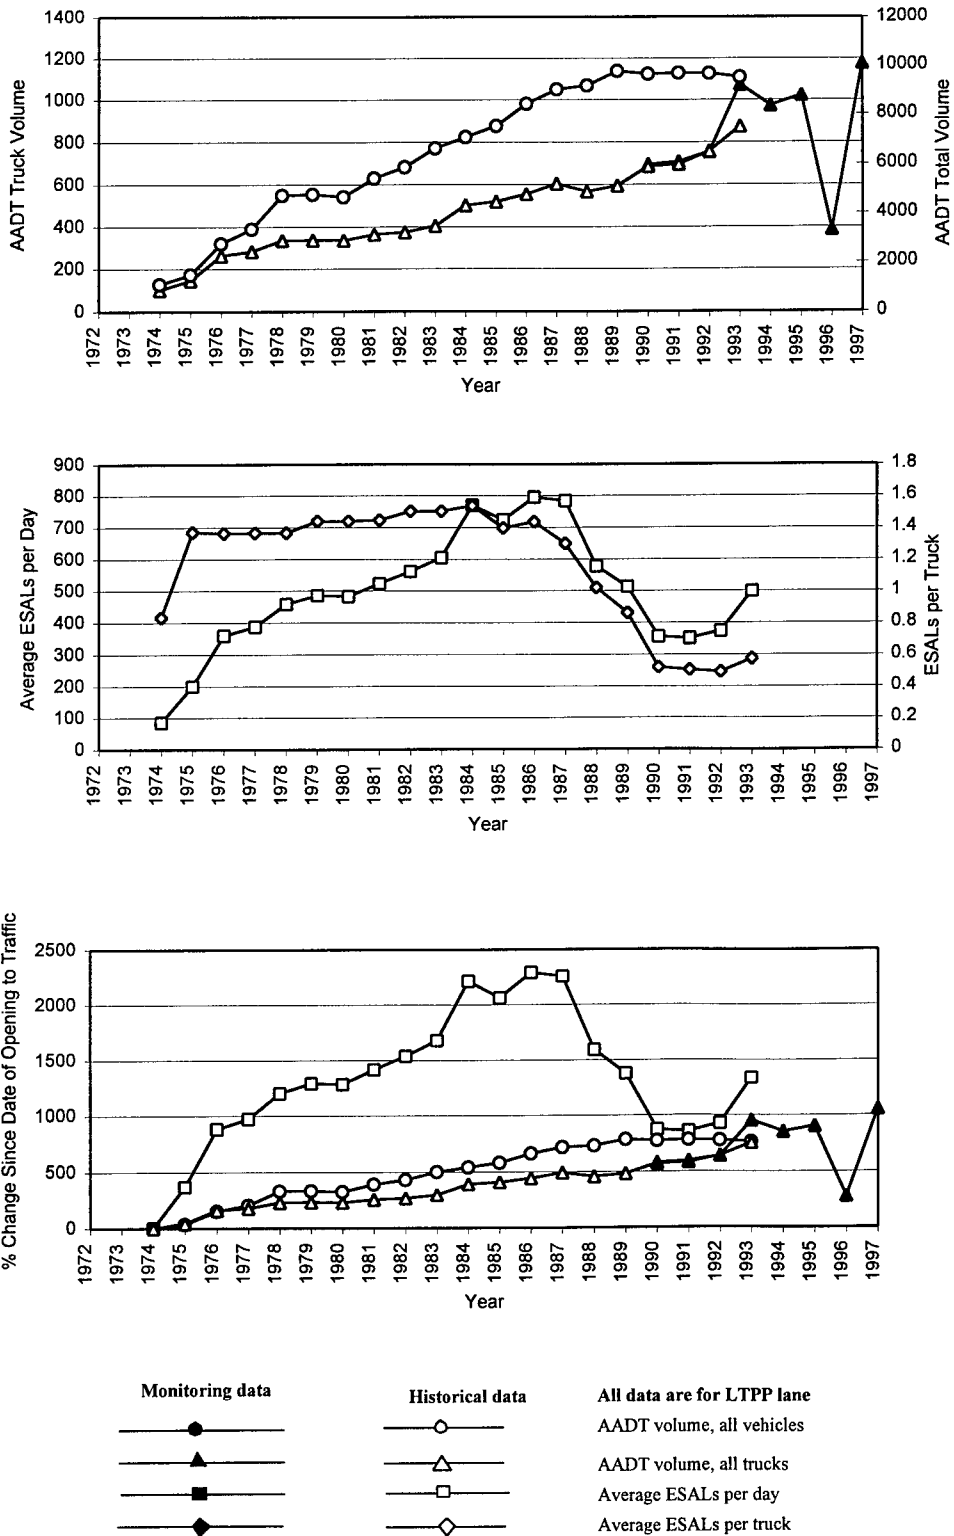 1400
1200
1000
800
600
400
200
0
AADT Truck Volume
12000
10000
8000
6000
4000
2000
0
AADT Total Volume
1972 1973 1974 1975 1976 1977 1978 1979 1980 1981 1982 1983 1984 1985 1986 1987 1988 1989 1990 1991 1992 1993 1994 1995 1996 1997
Year
900
800
700
600
500
400
300
200
100
0
Average ESALs per Day
1.8
1.6
1.4
1.2
1
0.8
0.6
0.4
0.2
0
ESALs per Truck
1972 1973 1974 1975 1976 1977 1978 1979 1980 1981 1982 1983 1984 1985 1986 1987 1988 1989 1990 1991 1992 1993 1994 1995 1996 1997
Year
2500
2000
1500
1000
500
0
% Change Since Date of Opening to Traffic
1972 1973 1974 1975 1976 1977 1978 1979 1980 1981 1982 1983 1984 1985 1986 1987 1988 1989 1990 1991 1992 1993 1994 1995 1996 1997
Year
Monitoring data Historical data All data are for LTPP lane
AADT volume, all vehicles
AADT volume, all trucks
Average ESALs per day
Average ESALs per truck